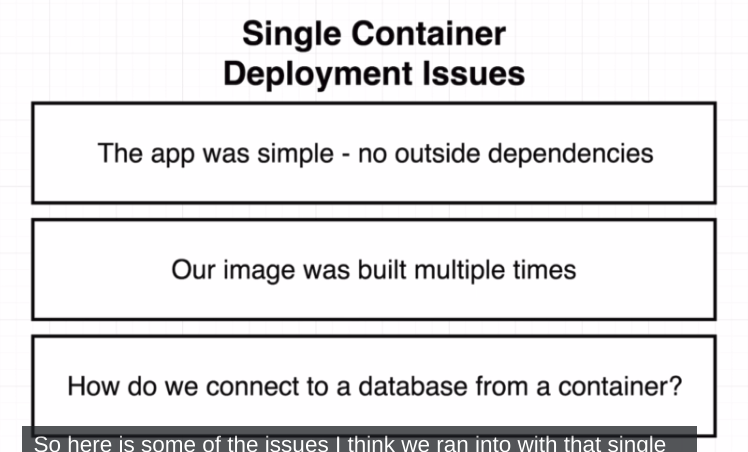 Single Container
Deployment Issues
The app was simple - no outside dependencies
Our image was built multiple times
How do we connect to a database from a container?
So here is some of the issues I think we ran into with that single